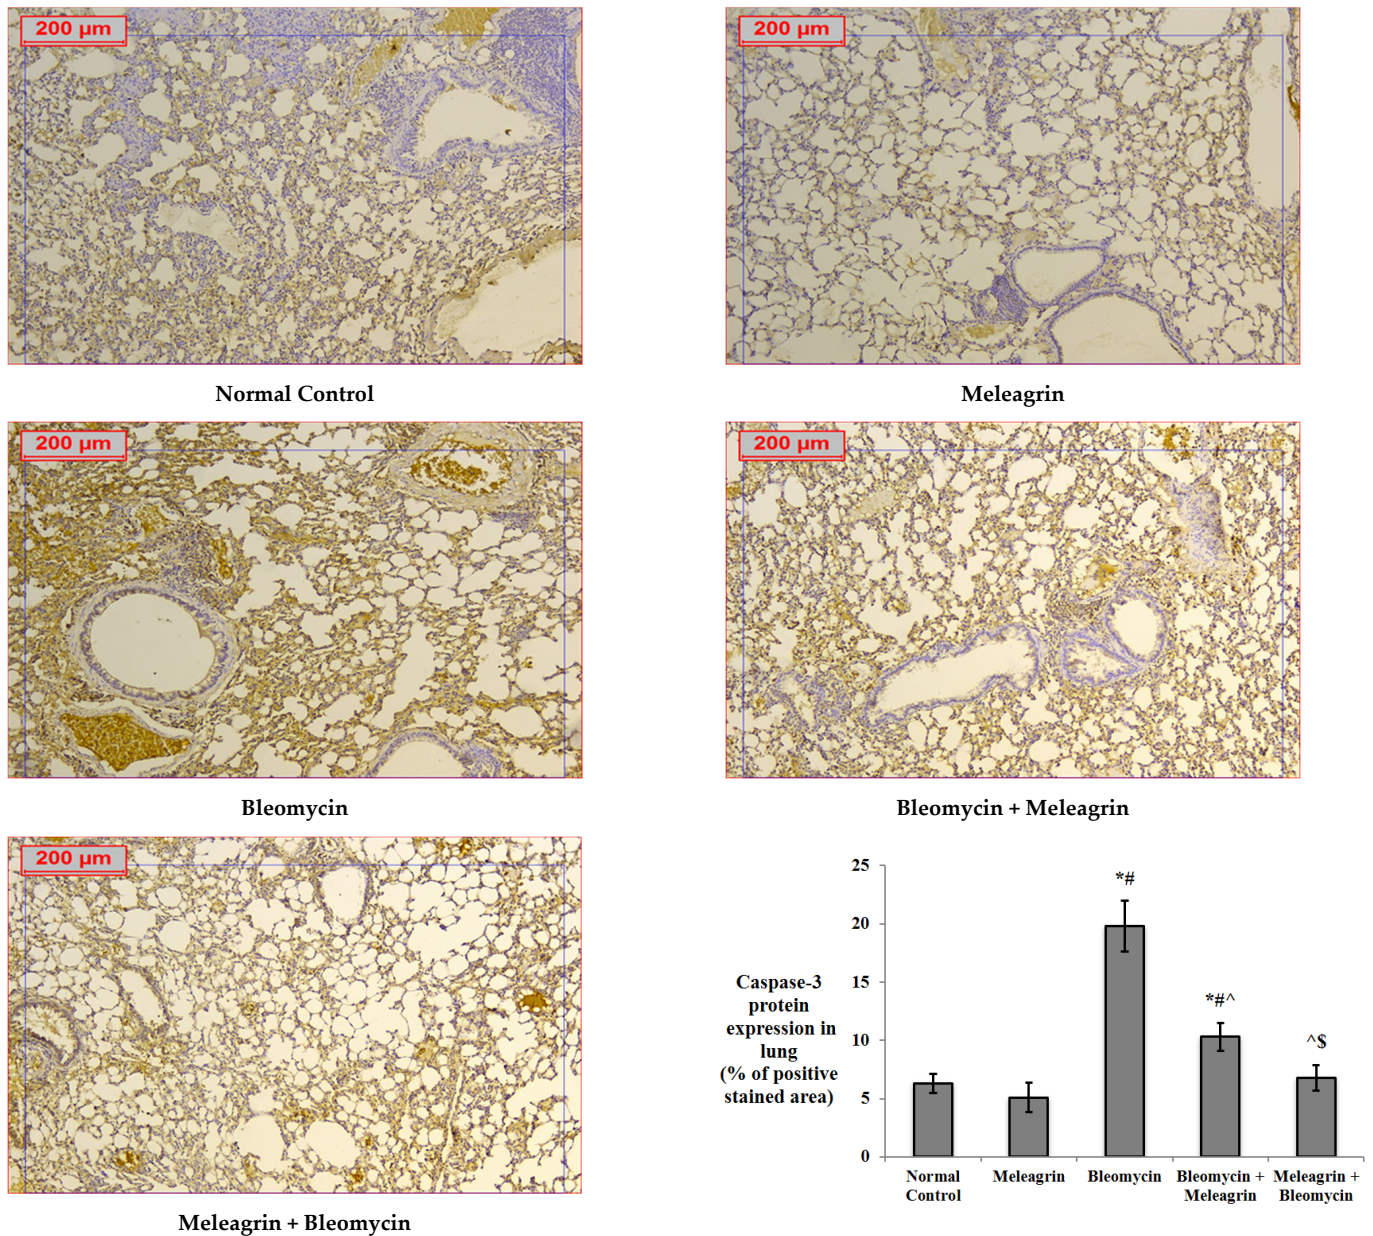 200 µm
200 µm
Normal Control
Meleagrin
200 µm
200 µm
Bleomycin
Bleomycin + Meleagrin
200 µm
Meleagrin + Bleomycin
Caspase-3
protein
expression in
lung
(% of positive
stained area)
25
20
15
10
5
0
*#
*#^
^$
Normal
Control
Meleagrin
Bleomycin
Bleomycin +
Meleagrin
Meleagrin +
Bleomycin